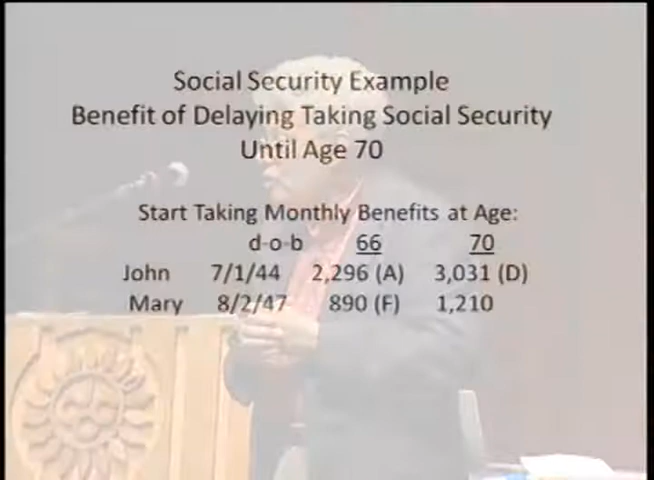 Social Security Example
Benefit of Delaying Taking Social Security
Until Age 70
Start Taking Monthly Benefits at Age:
d-o-b 66 70
John 7/1/44 2,296 (A) 3,031 (D)
Mary 8/2/47 890 (F) 1,210